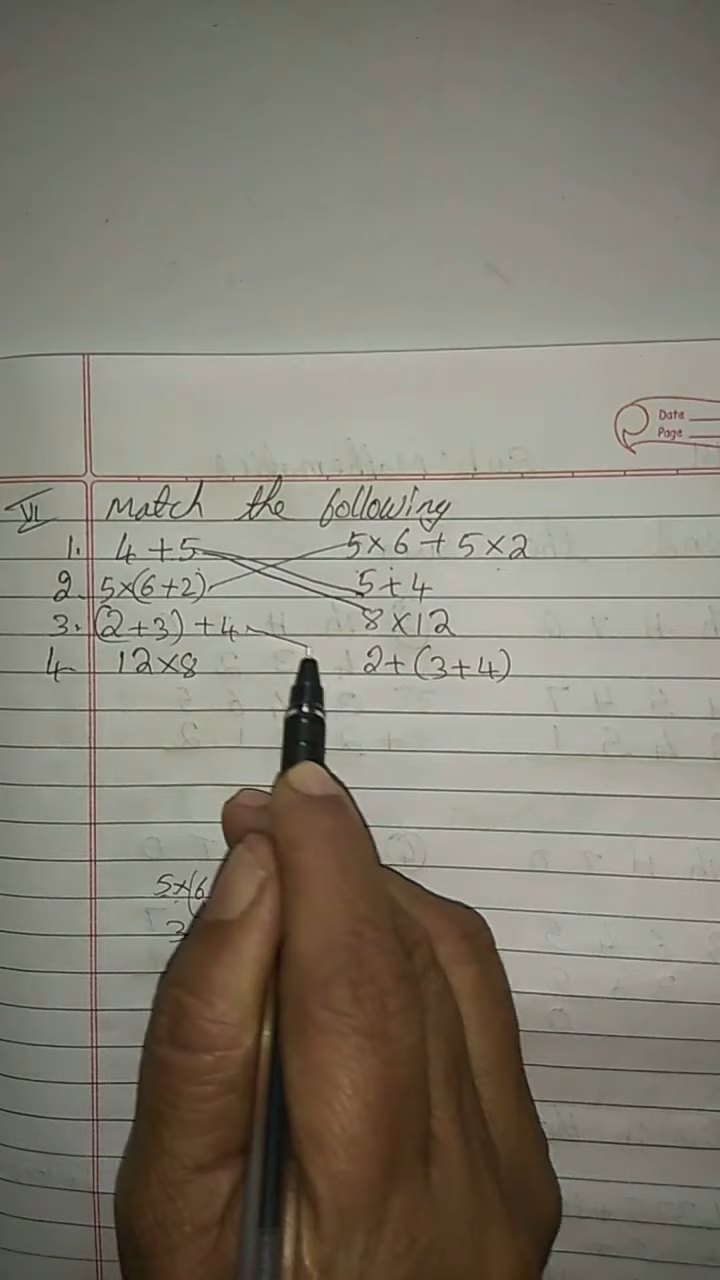 Date
Page
VI Match the following
1. 4 + 5 5 × 6 + 5 × 2
2. 5×(6+2) 5+4
3. (2+3) + 4 8 × 12
4. 12×8 2+(3+4)
5×(6
3